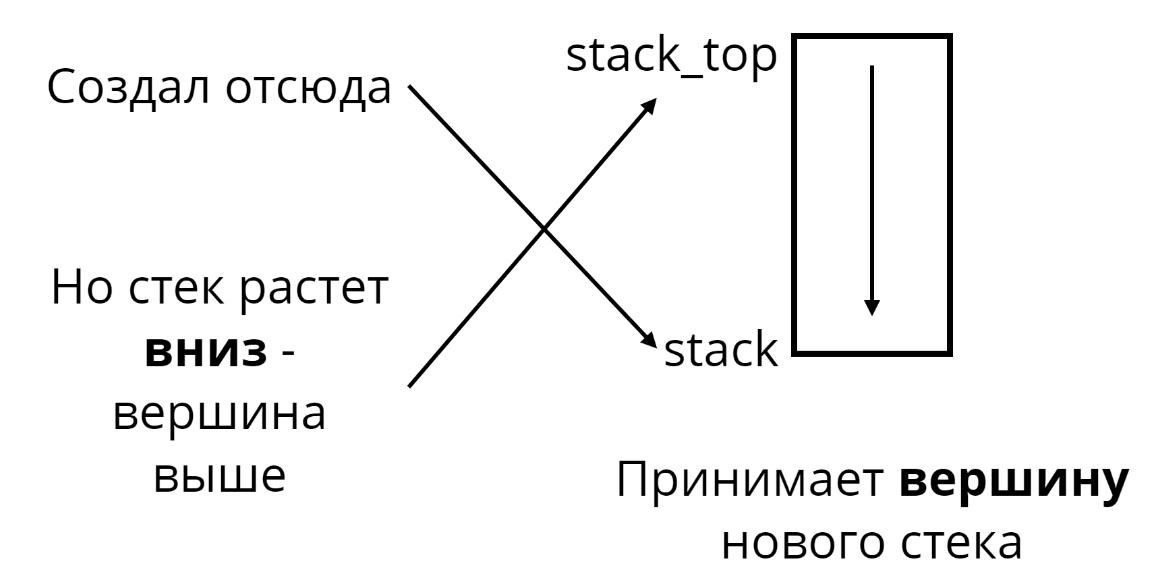 Создал отсюда
Но стек растет
вниз -
вершина
выше
stack_top
stack
Принимает вершину
нового стека